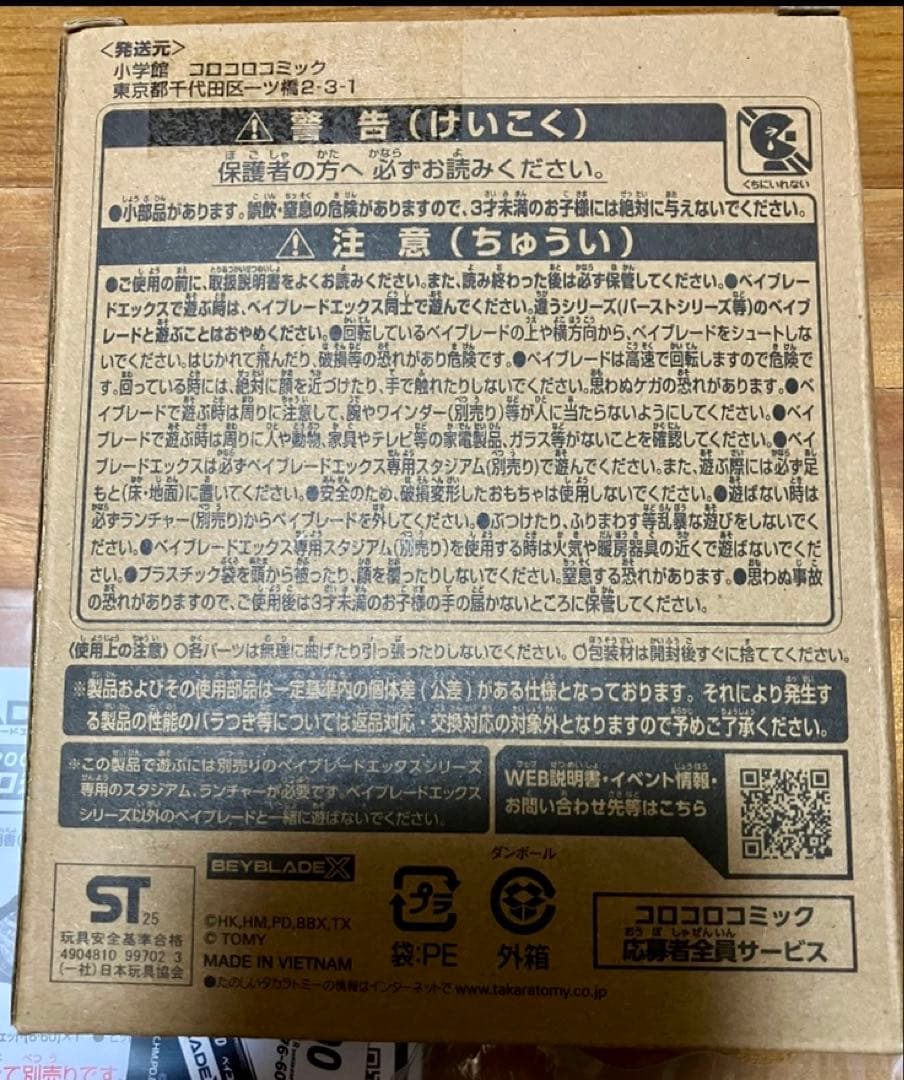 <発送元>
小学館 コロコロコミック
東京都千代田区一ツ橋2-3-1
警告(けいこく)
くちにいれない
保護者の方へ 必ずお読みください。
●小部品があります。誤飲・窒息の危険がありますので、3才未満のお子様には絶対に与えないでください。
注意(ちゅうい)
●ご使用の前に、取扱説明書をよくお読みください。また、読み終わった後は必ず保管してください。●ベイブレー
ドエックスで遊ぶ時は、ベイブレードエックス同士で遊んでください。違うシリーズ(バーストシリーズ等)のベイブ
レードと遊ぶことはおやめください。●回転しているベイブレードの上や横方向から、ベイブレードをシュートしな
いでください。はじかれて飛んだり、破損等の恐れがあり危険です。●ベイブレードは高速で回転しますので危険で
す。回っている時には、絶対に顔を近づけたり、手で触れたりしないでください。思わぬケガの恐れがあります。●ベ
イブレードで遊ぶ時は周りに注意して、腕やワインダー(別売り)等が人に当たらないようにしてください。●ベイ
ブレードで遊ぶ時は周りに人や動物、家具やテレビ等の家電製品、ガラス等がないことを確認してください。●ベイ
ブレードエックスは必ずベイブレードエックス専用スタジアム(別売り)で遊んでください。また、遊ぶ際には必ず足
もと(床・地面)に置いてください。●安全のため、破損変形したおもちゃは使用しないでください。●遊ばない時は
必ずランチャー(別売り)からベイブレードを外してください。●ぶつけたり、ふりまわす等乱暴な遊びをしないでく
ださい。●ベイブレードエックス専用スタジアム(別売り)を使用する時は火気や暖房器具の近くで遊ばないでくだ
さい。●プラスチック袋を頭から被ったり、顔を覆ったりしないでください。窒息する恐れがあります。●思わぬ事故
の恐れがありますので、ご使用後は3才未満のお子様の手の届かないところに保管してください。
〈使用上の注意〉○各パーツは無理に曲げたり引っ張ったりしないでください。○包装材は開封後すぐに捨ててください。
※製品およびその使用部品は一定基準内の個体差(公差)がある仕様となっております。それにより発生す
る製品の性能のバラつき等については返品対応・交換対応の対象外となりますので予めご了承ください。
※この製品で遊ぶには別売りのベイブレードエックスシリーズ
専用のスタジアム、ランチャーが必要です。ベイブレードエックス
シリーズ以外のベイブレードと一緒に遊ばないでください。
WEB説明書・イベント情報・
お問い合わせ先等はこちら
ST 25
玩具安全基準合格
4904810 99702 3
(一社)日本玩具協会
BEYBLADE X
©HK,HM,PD,BBX,TX
© TOMY
MADE IN VIETNAM
●たのしいタカラトミーの情報はインターネットで www.takaratomy.co.jp
プラ
袋:PE
ダンボール
外箱
コロコロコミック
応募者全員サービス
て別売りです。